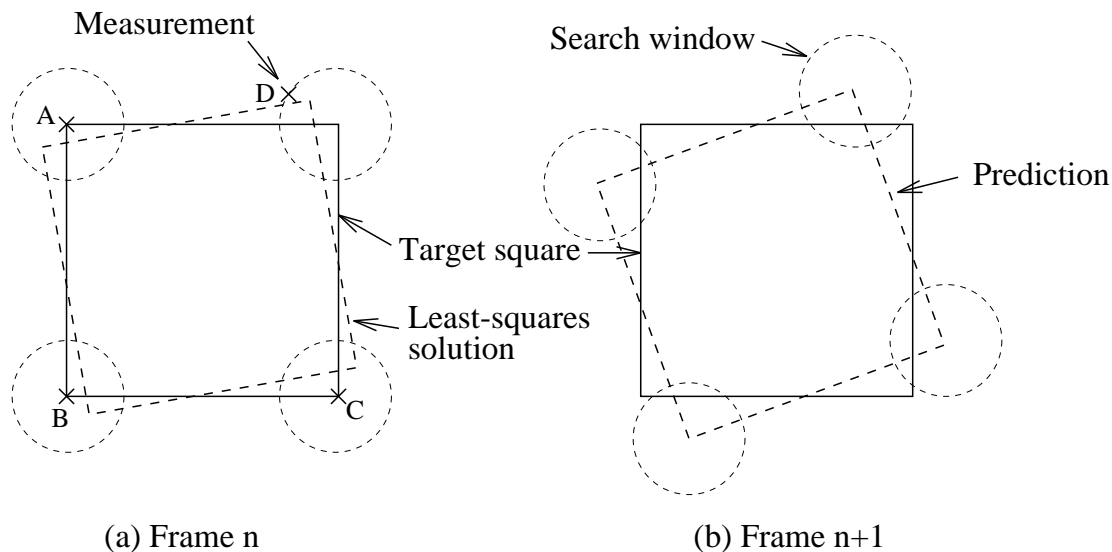 Measurement
Search window
D
A
Prediction
Target square
Least-squares
solution
B
C
(a) Frame n
(b) Frame n+1